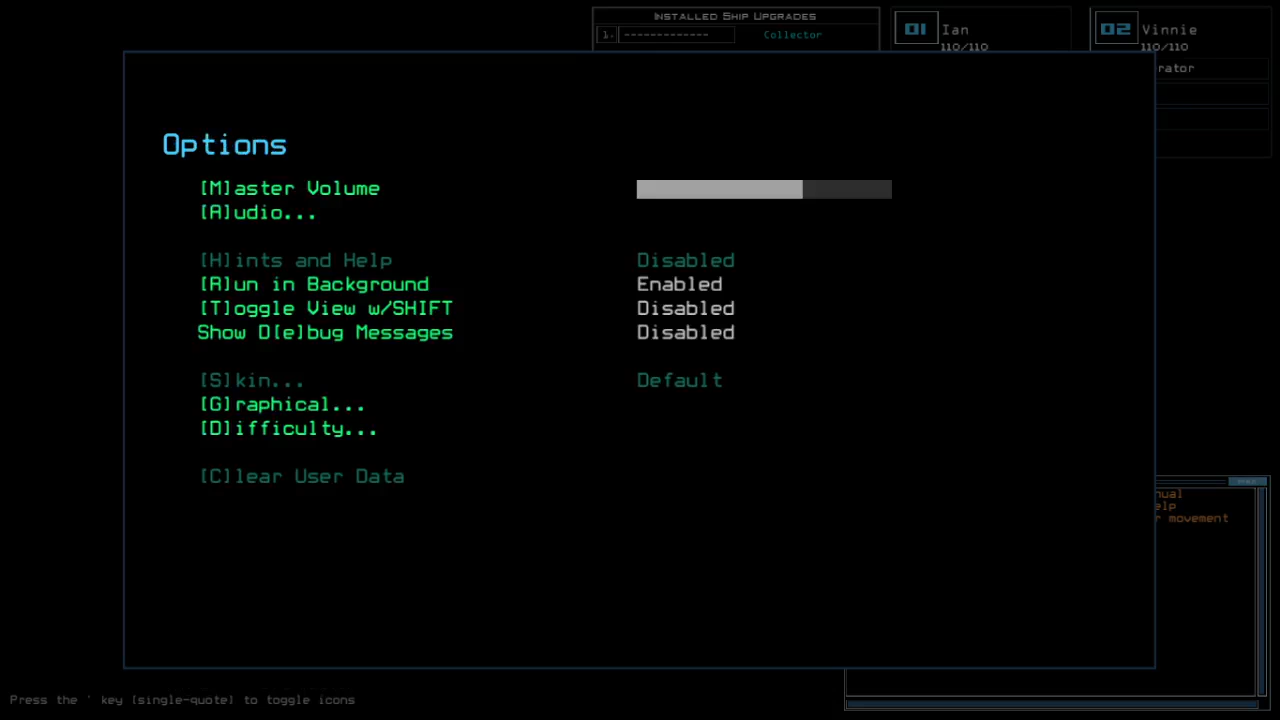 Installed Ship Upgrades
1. ------------- Collector
01 Ian
110/110
02 Vinnie
110/110
rator
Options
[M]aster Volume
[A]udio...
[H]ints and Help Disabled
[R]un in Background Enabled
[T]oggle View w/SHIFT Disabled
Show D[e]bug Messages Disabled
[S]kin... Default
[G]raphical... 
[D]ifficulty...
[C]lear User Data
nual
elp
r movement
Press the ' key (single-quote) to toggle icons